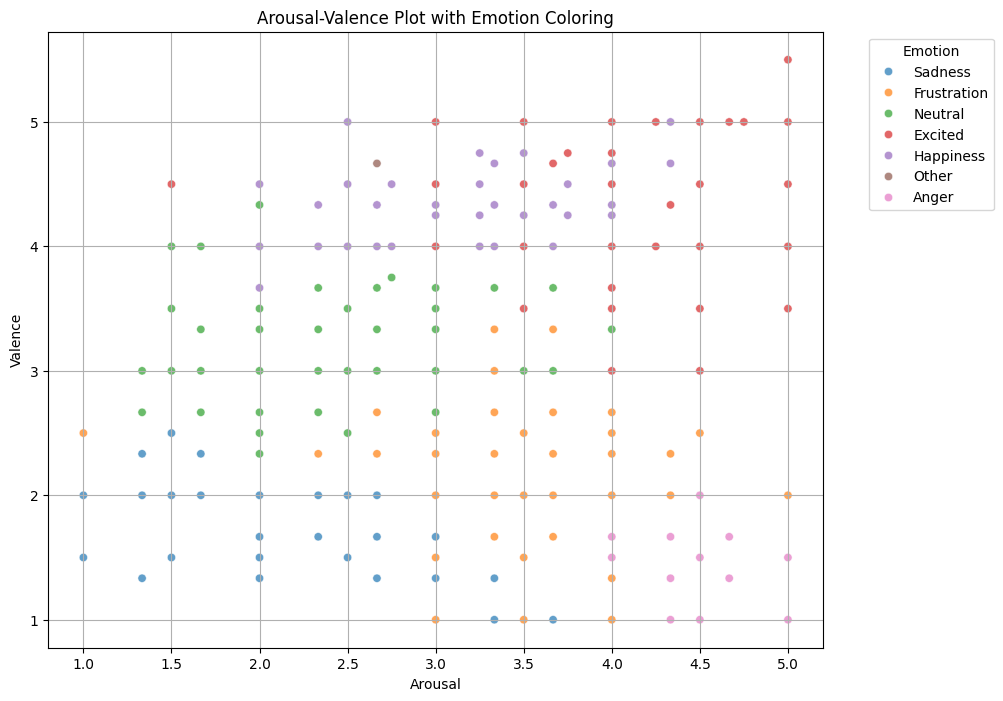 Arousal-Valence Plot with Emotion Coloring
Emotion
Sadness
Frustration
Neutral
Excited
Happiness
Other
Anger
Valence
5
4
3
2
1
1.0 1.5 2.0 2.5 3.0 3.5 4.0 4.5 5.0
Arousal